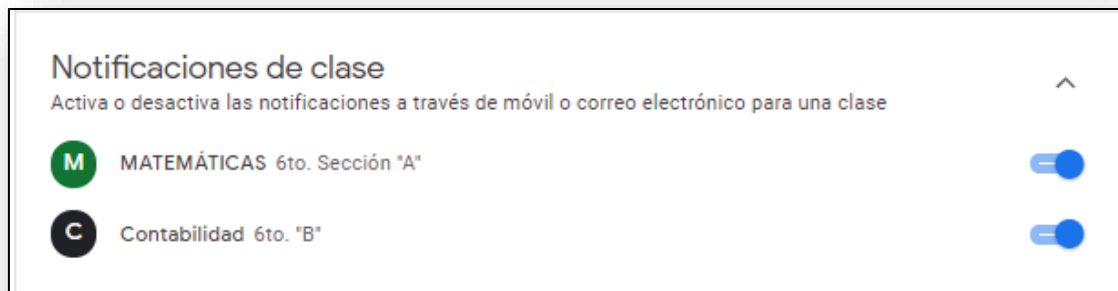 Notificaciones de clase
Activa o desactiva las notificaciones a través de móvil o correo electrónico para una clase
M MATEMÁTICAS 6to. Sección "A"
C Contabilidad 6to. "B"